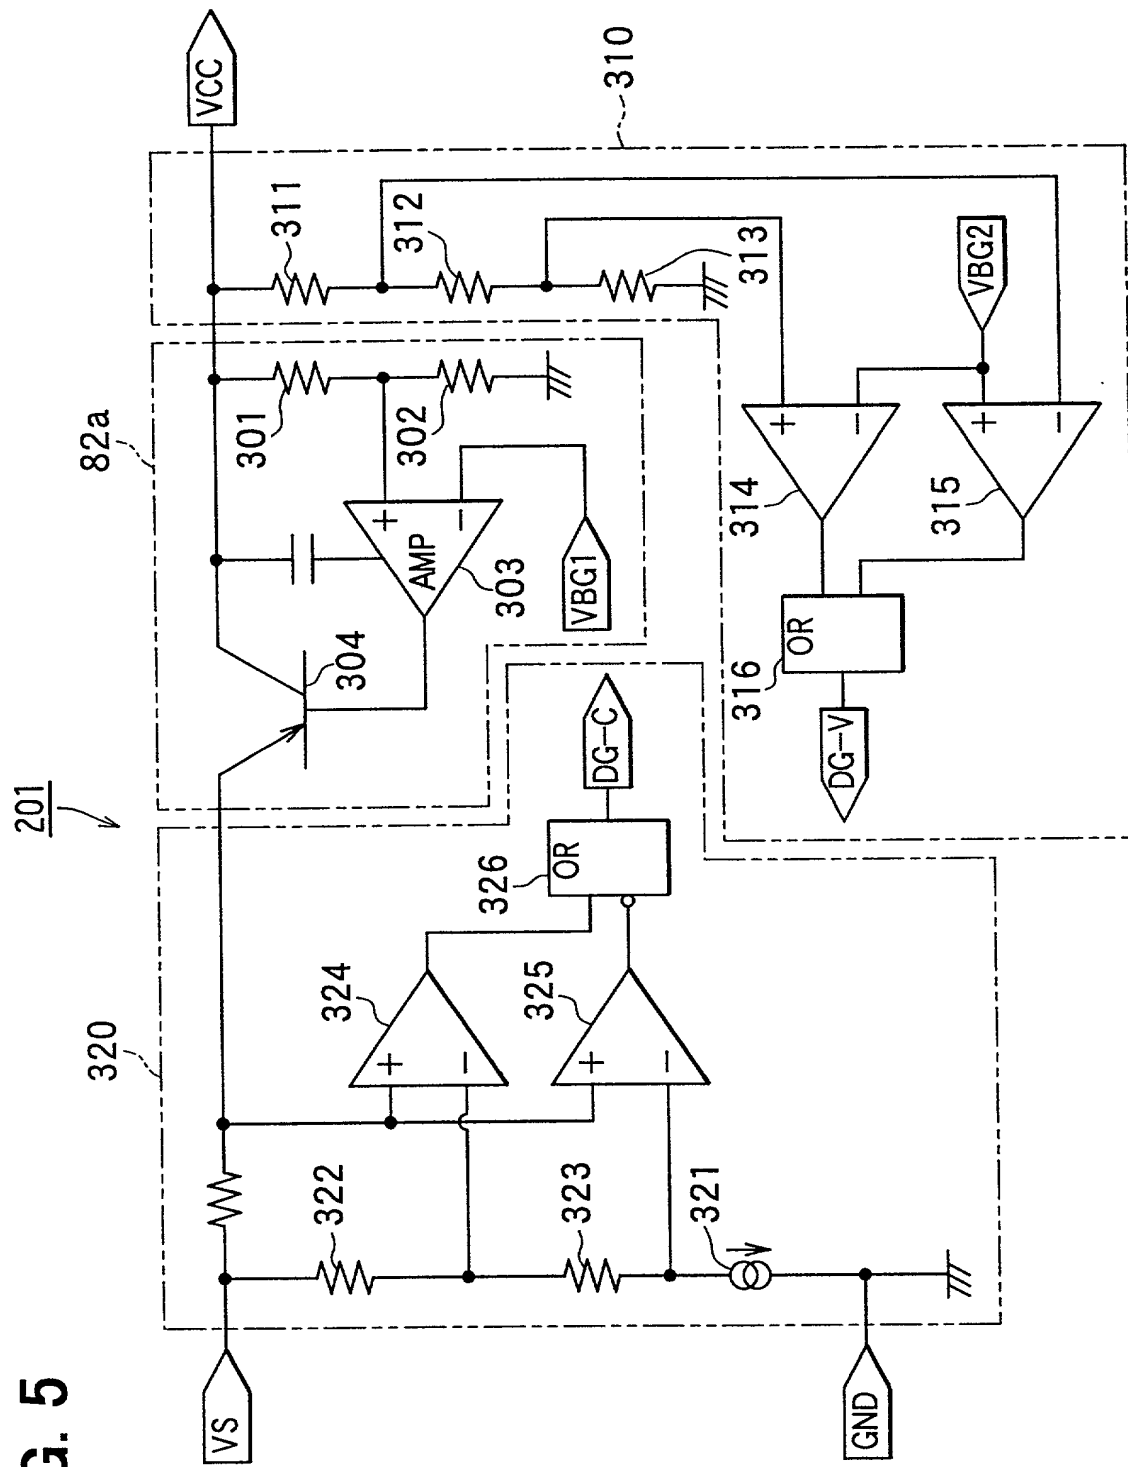 G. 5
201
320
82a
310
VS
VCC
GND
322
323
321
324
325
326
OR
DG-C
304
303
AMP
+
−
301
302
VBG1
311
312
313
314
+
−
315
+
−
316
OR
DG-V
VBG2
+
−
+
−